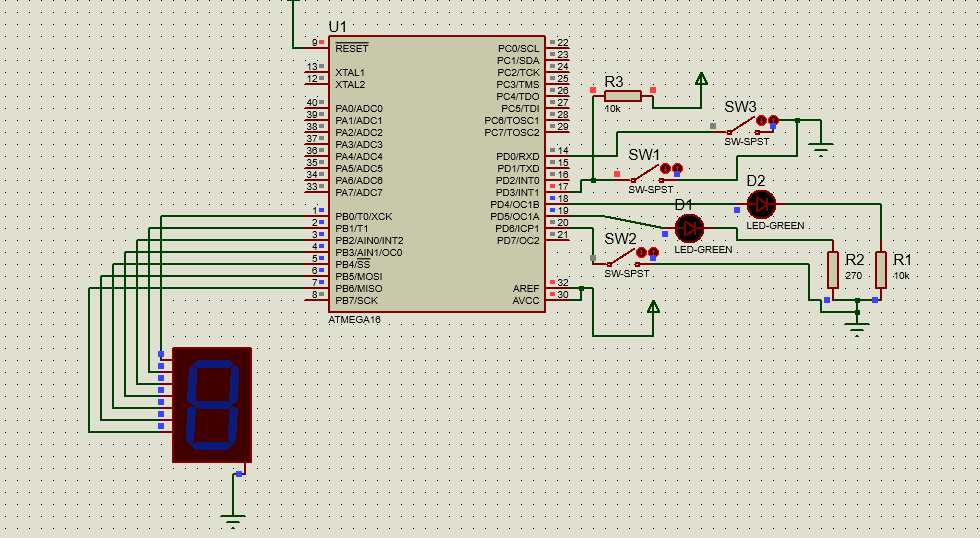 U1
9 RESET
13 XTAL1
12 XTAL2
40 PA0/ADC0
39 PA1/ADC1
38 PA2/ADC2
37 PA3/ADC3
36 PA4/ADC4
35 PA5/ADC5
34 PA6/ADC6
33 PA7/ADC7
1 PB0/T0/XCK
2 PB1/T1
3 PB2/AIN0/INT2
4 PB3/AIN1/OC0
5 PB4/SS
6 PB5/MOSI
7 PB6/MISO
8 PB7/SCK
PC0/SCL 22
PC1/SDA 23
PC2/TCK 24
PC3/TMS 25
PC4/TDO 26
PC5/TDI 27
PC6/TOSC1 28
PC7/TOSC2 29
PD0/RXD 14
PD1/TXD 15
PD2/INT0 16
PD3/INT1 17
PD4/OC1B 18
PD5/OC1A 19
PD6/ICP1 20
PD7/OC2 21
AREF 32
AVCC 30
ATMEGA16
R3
10k
SW3
SW-SPST
SW1
SW-SPST
D2
LED-GREEN
D1
LED-GREEN
SW2
SW-SPST
R2
270
R1
10k